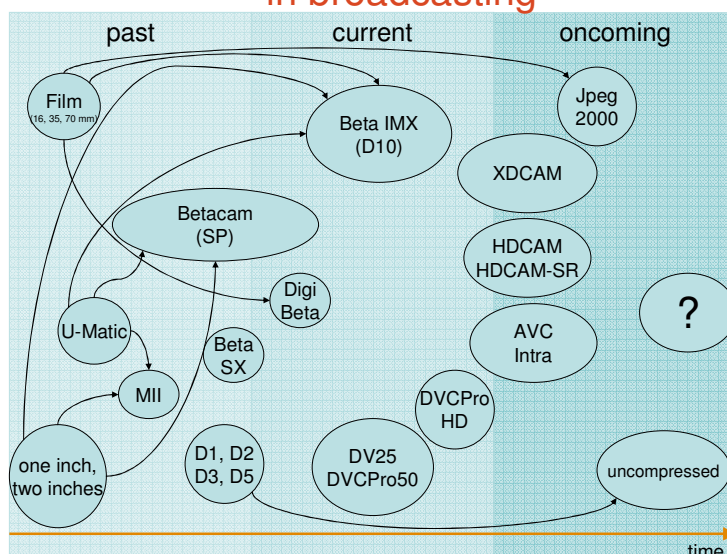 in broadcasting
past
current
oncoming
Film
(16, 35, 70 mm)
Beta IMX
(D10)
Jpeg
2000
XDCAM
Betacam
(SP)
HDCAM
HDCAM-SR
Digi
Beta
?
U-Matic
Beta
SX
AVC
Intra
MII
DVCPro
HD
one inch,
two inches
D1, D2
D3, D5
DV25
DVCPro50
uncompressed
time